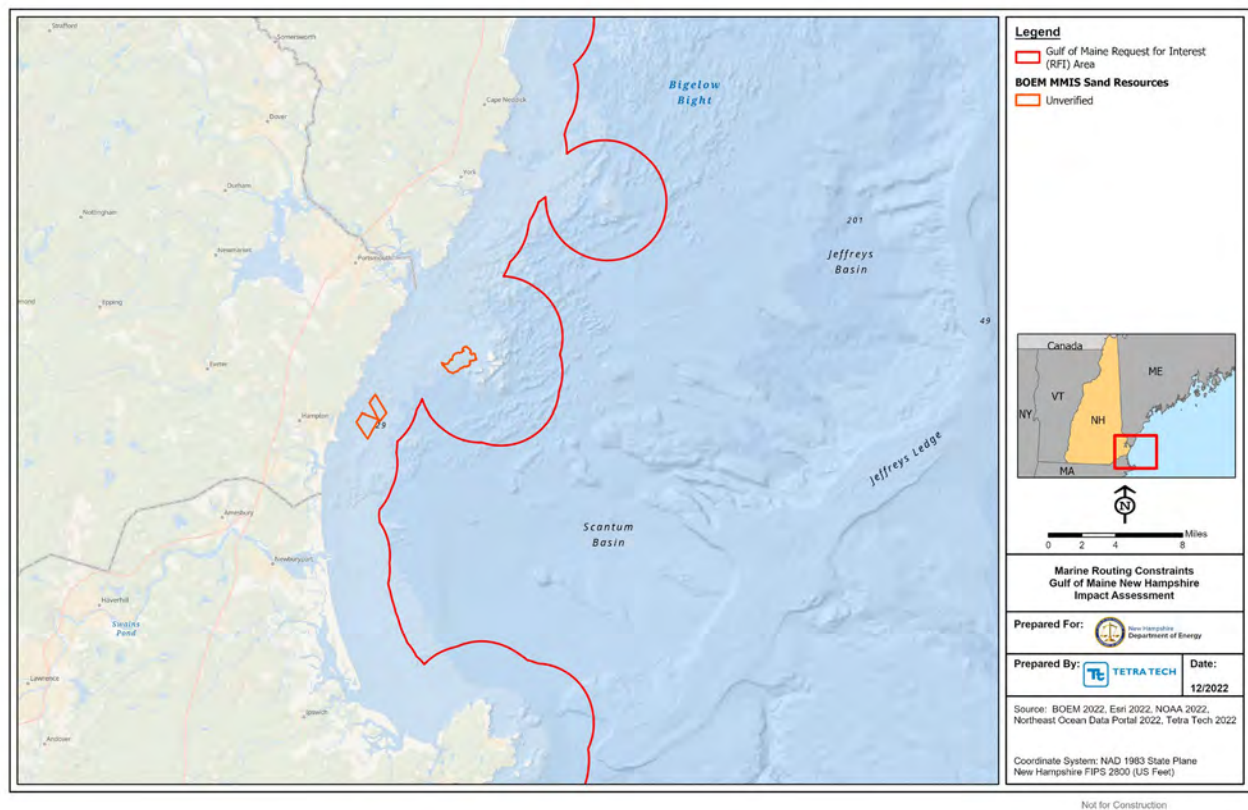 Strafford
Somersworth
Bigelow
Bight
Cape Neddick
Dover
York
Durham
Nottingham
201
Jeffreys
Basin
Newmarket
Portsmouth
Epping
49
Exeter
Hampton
29
Jeffreys Ledge
Scantum
Basin
Amesbury
Newburyport
Haverhill
Swains
Pond
Lawrence
Ipswich
Andover
Legend
Gulf of Maine Request for Interest
(RFI) Area
BOEM MMIS Sand Resources
Unverified
Canada
ME
VT
NY
NH
MA
N
Miles
0 2 4 8
Marine Routing Constraints
Gulf of Maine New Hampshire
Impact Assessment
Prepared For:
New Hampshire
Department of Energy
Prepared By:
Tt
TETRA TECH
Date:
12/2022
Source: BOEM 2022, Esri 2022, NOAA 2022,
Northeast Ocean Data Portal 2022, Tetra Tech 2022
Coordinate System: NAD 1983 State Plane
New Hampshire FIPS 2800 (US Feet)
Not for Construction